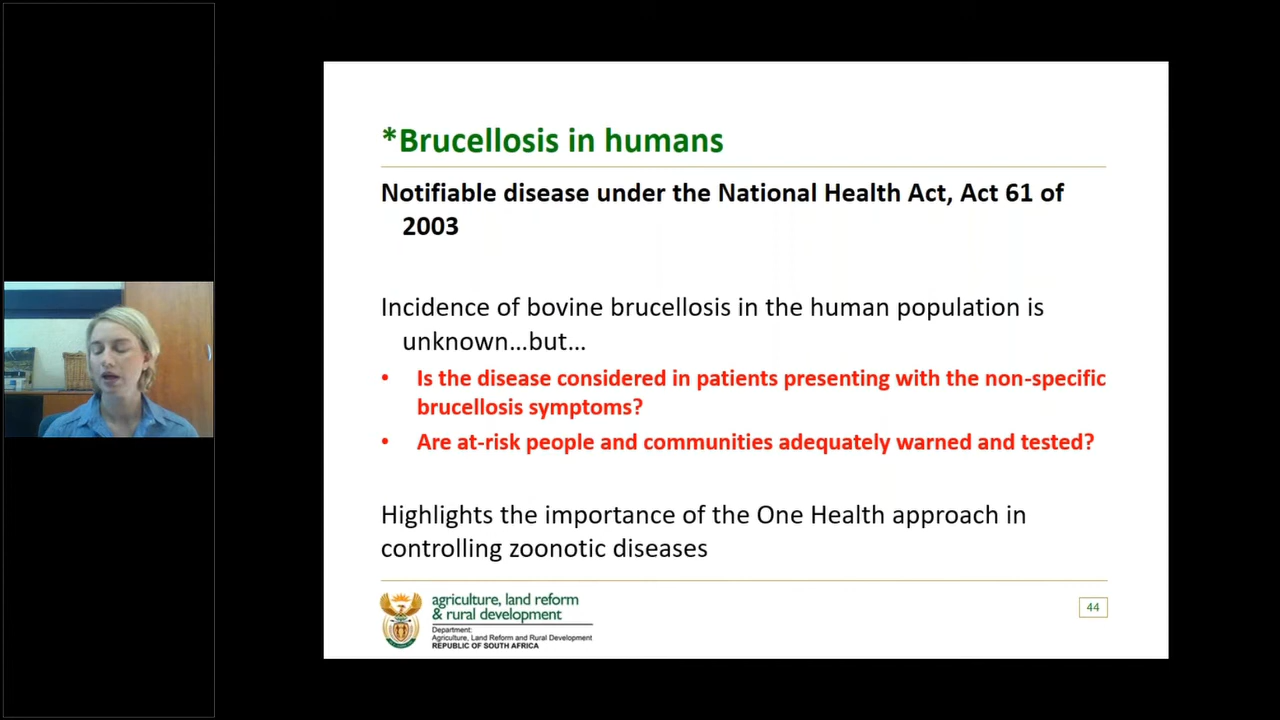 *Brucellosis in humans
Notifiable disease under the National Health Act, Act 61 of
2003
Incidence of bovine brucellosis in the human population is
unknown...but...
• Is the disease considered in patients presenting with the non-specific
brucellosis symptoms?
• Are at-risk people and communities adequately warned and tested?
Highlights the importance of the One Health approach in
controlling zoonotic diseases
agriculture, land reform
& rural development
Department:
Agriculture, Land Reform and Rural Development
REPUBLIC OF SOUTH AFRICA
44